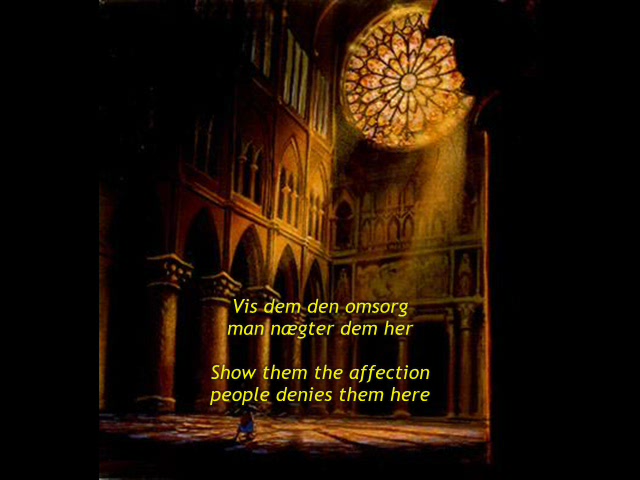 Vis dem den omsorg
man nægter dem her
Show them the affection
people denies them here